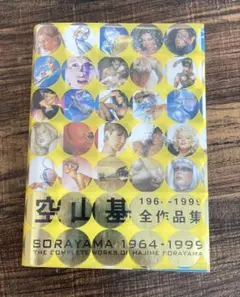 空山基 1964-1999
全作品集
SORAYAMA 1964-1999
THE COMPLETE WORKS OF HAJIME SORAYAMA